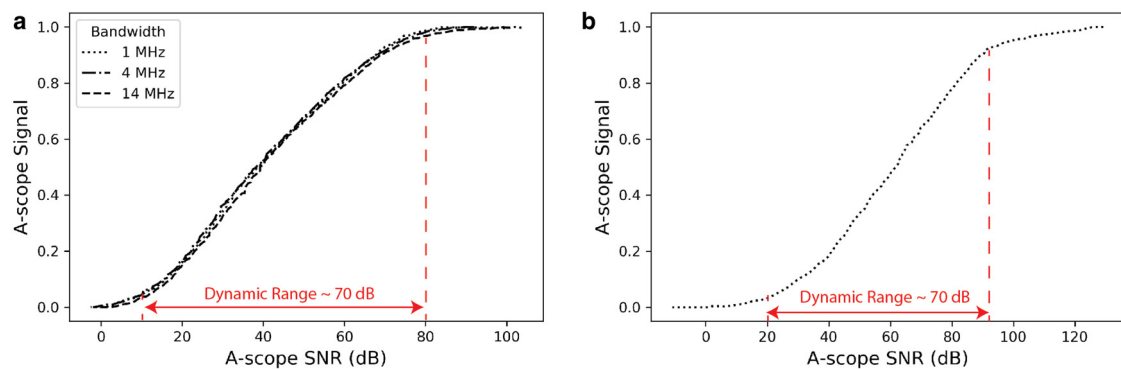 a
Bandwidth
1 MHz
4 MHz
14 MHz
1.0
0.8
0.6
0.4
0.2
0.0
A-scope Signal
Dynamic Range ~ 70 dB
0 20 40 60 80 100
A-scope SNR (dB)
b
1.0
0.8
0.6
0.4
0.2
0.0
A-scope Signal
Dynamic Range ~ 70 dB
0 20 40 60 80 100 120
A-scope SNR (dB)